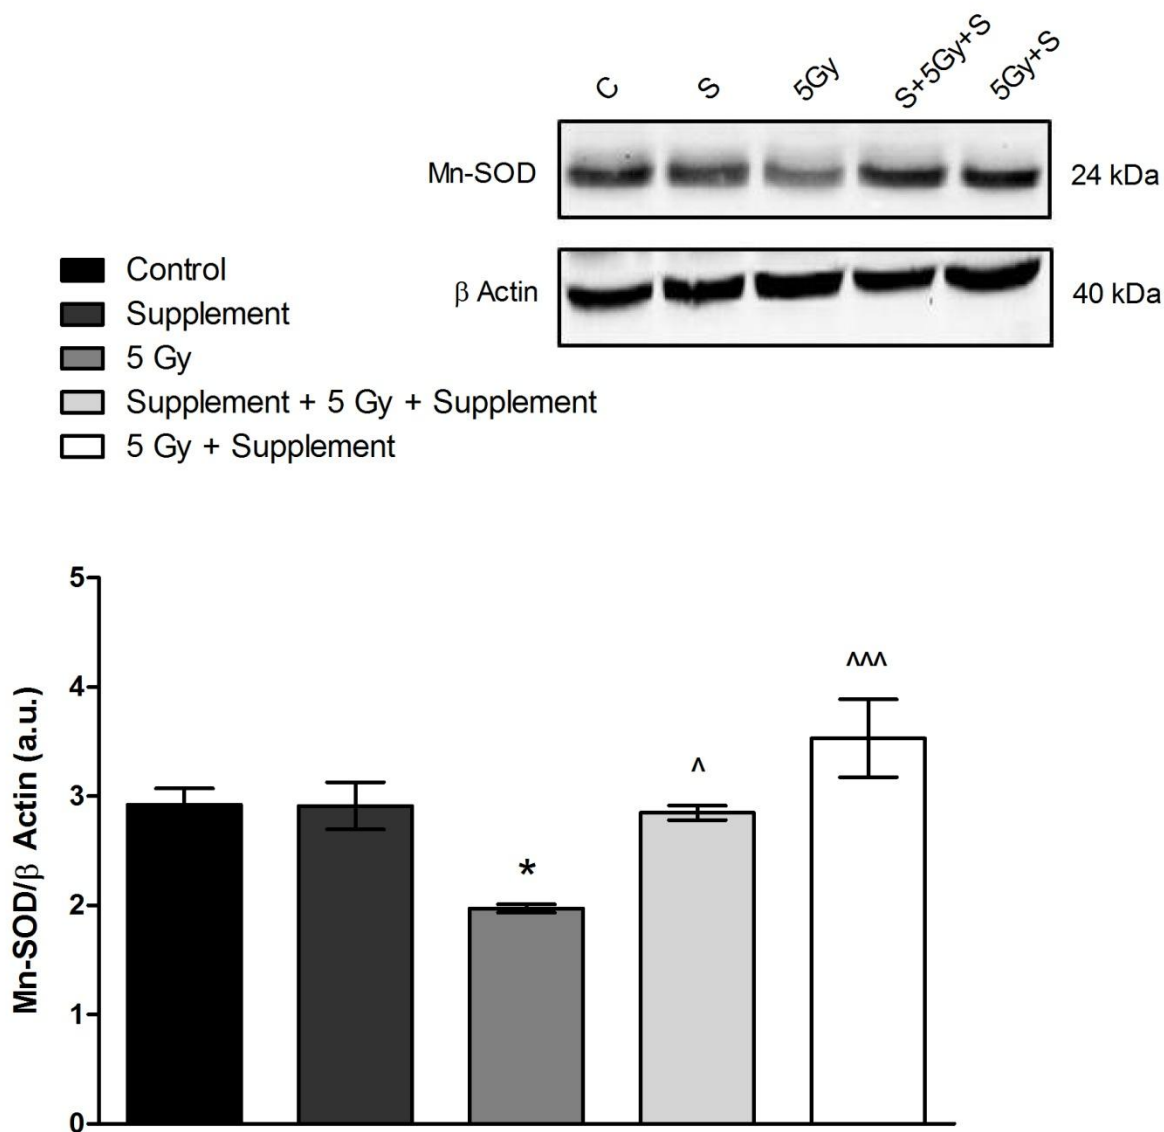 C S 5Gy S+5Gy+S 5Gy+S
Mn-SOD 24 kDa
β Actin 40 kDa
Control
Supplement
5 Gy
Supplement + 5 Gy + Supplement
5 Gy + Supplement
Mn-SOD/β Actin (a.u.)
5
4
3
2
1
0
*
^
^^^